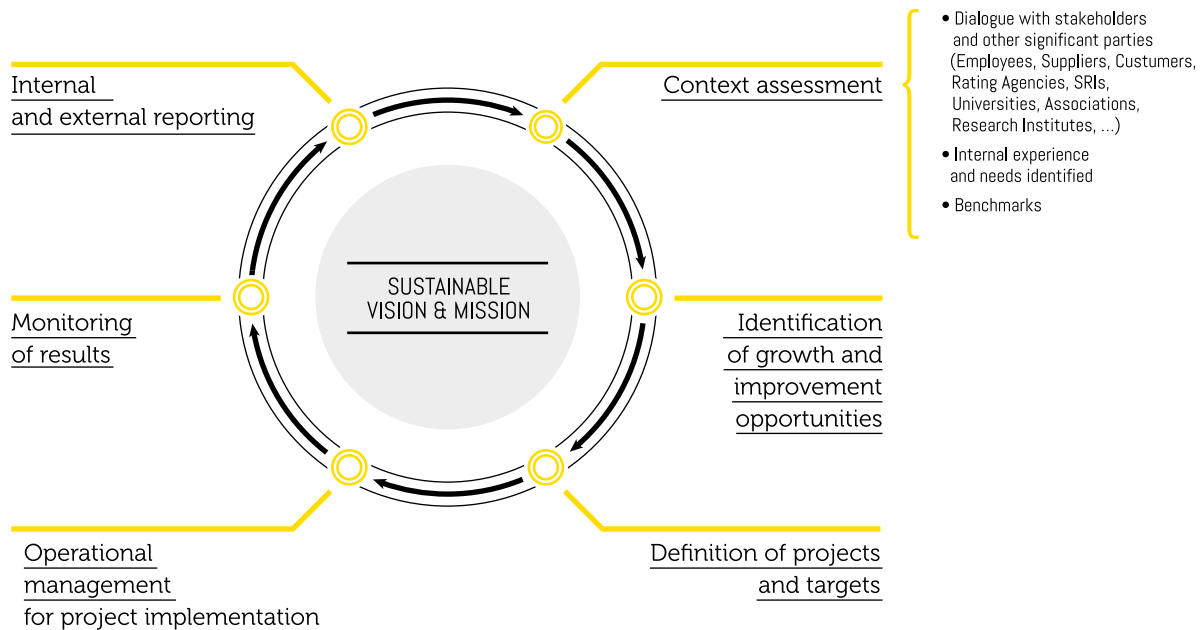 Internal
and external reporting
Context assessment
• Dialogue with stakeholders
and other significant parties
(Employees, Suppliers, Custumers,
Rating Agencies, SRIs,
Universities, Associations,
Research Institutes, ...)
• Internal experience
and needs identified
• Benchmarks
SUSTAINABLE
VISION & MISSION
Monitoring
of results
Identification
of growth and
improvement
opportunities
Operational
management
for project implementation
Definition of projects
and targets